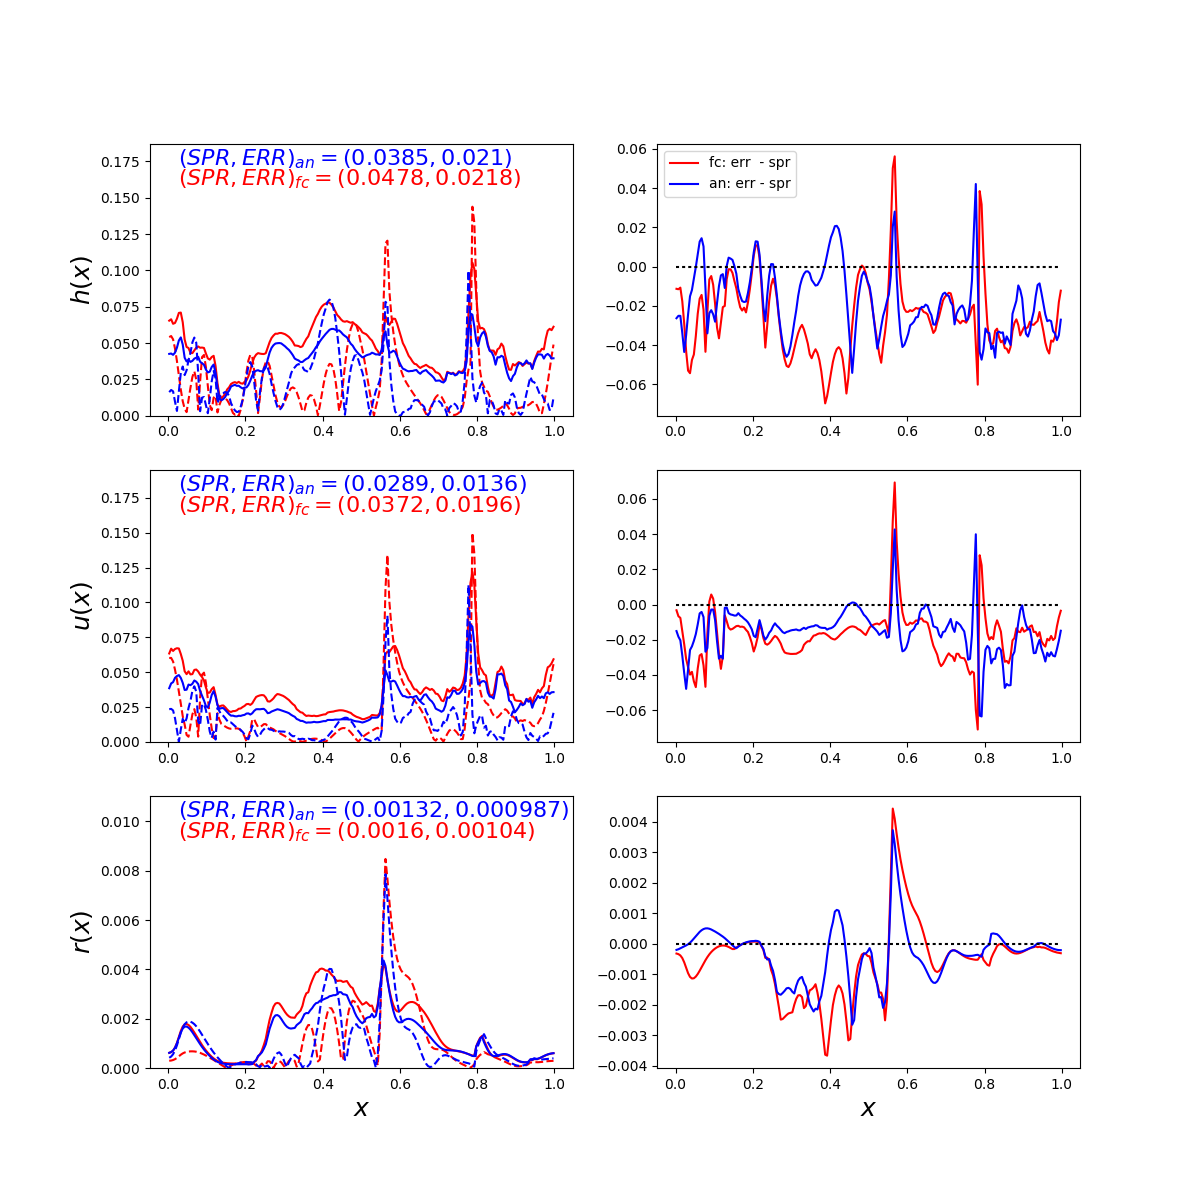 (SPR, ERR)an = (0.0385, 0.021)
(SPR, ERR)fc = (0.0478, 0.0218)
h(x)
0.175
0.150
0.125
0.100
0.075
0.050
0.025
0.000
0.0 0.2 0.4 0.6 0.8 1.0
fc: err - spr
an: err - spr
0.06
0.04
0.02
0.00
−0.02
−0.04
−0.06
0.0 0.2 0.4 0.6 0.8 1.0
(SPR, ERR)an = (0.0289, 0.0136)
(SPR, ERR)fc = (0.0372, 0.0196)
u(x)
0.175
0.150
0.125
0.100
0.075
0.050
0.025
0.000
0.0 0.2 0.4 0.6 0.8 1.0
0.06
0.04
0.02
0.00
−0.02
−0.04
−0.06
0.0 0.2 0.4 0.6 0.8 1.0
(SPR, ERR)an = (0.00132, 0.000987)
(SPR, ERR)fc = (0.0016, 0.00104)
r(x)
0.010
0.008
0.006
0.004
0.002
0.000
0.0 0.2 0.4 0.6 0.8 1.0
x
0.004
0.003
0.002
0.001
0.000
−0.001
−0.002
−0.003
−0.004
0.0 0.2 0.4 0.6 0.8 1.0
x